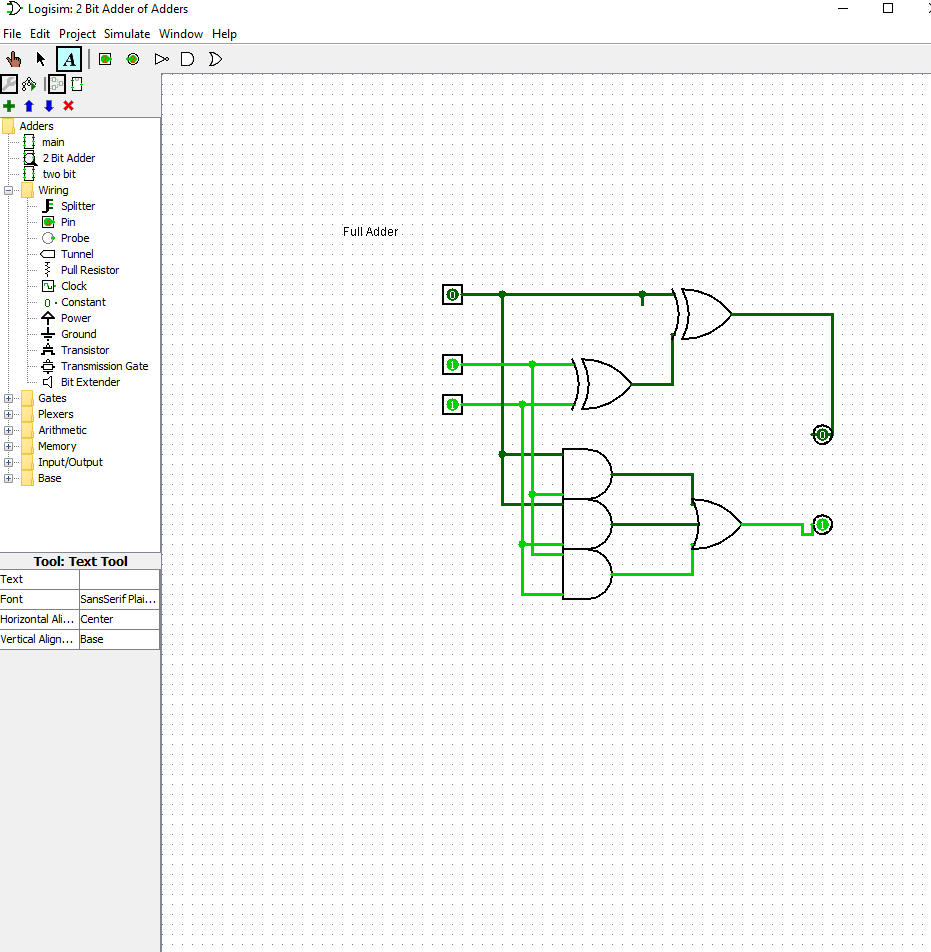 Logisim: 2 Bit Adder of Adders
File Edit Project Simulate Window Help
A
Adders
main
2 Bit Adder
two bit
Wiring
Splitter
Pin
Probe
Tunnel
Pull Resistor
Clock
0 Constant
Power
Ground
Transistor
Transmission Gate
Bit Extender
Gates
Plexers
Arithmetic
Memory
Input/Output
Base
Tool: Text Tool
Text
Font SansSerif Plai...
Horizontal Ali... Center
Vertical Align... Base
Full Adder
0
1
1
0
1